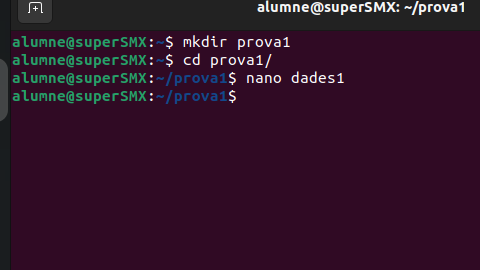 alumne@superSMX: ~/prova1
alumne@superSMX:~$ mkdir prova1
alumne@superSMX:~$ cd prova1/
alumne@superSMX:~/prova1$ nano dades1
alumne@superSMX:~/prova1$